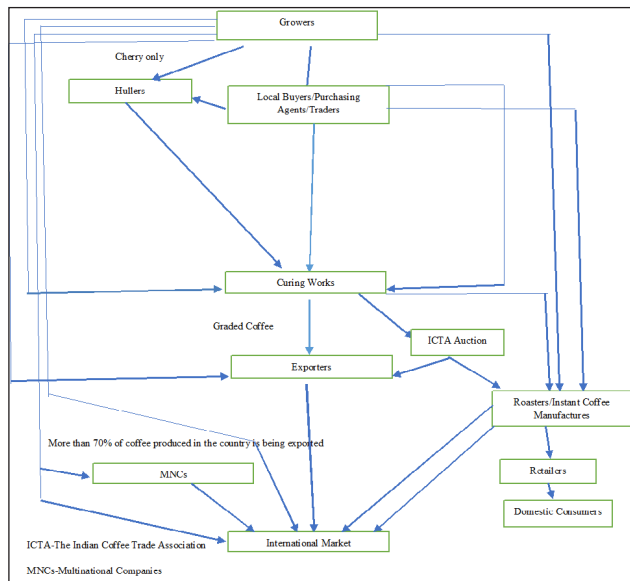 Growers
Cherry only
Hullers
Local Buyers/Purchasing
Agents/Traders
Curing Works
Graded Coffee
ICTA Auction
Exporters
Roasters/Instant Coffee
Manufactures
More than 70% of coffee produced in the country is being exported
MNCs
Retailers
Domestic Consumers
International Market
ICTA-The Indian Coffee Trade Association
MNCs-Multinational Companies